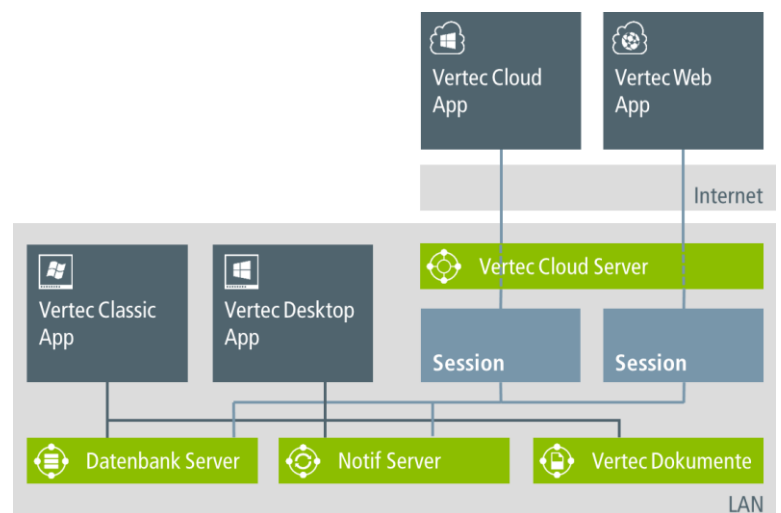 Vertec Cloud
App
Vertec Web
App
Internet
Vertec Classic
App
Vertec Desktop
App
Vertec Cloud Server
Session
Session
Datenbank Server
Notif Server
Vertec Dokumente
LAN